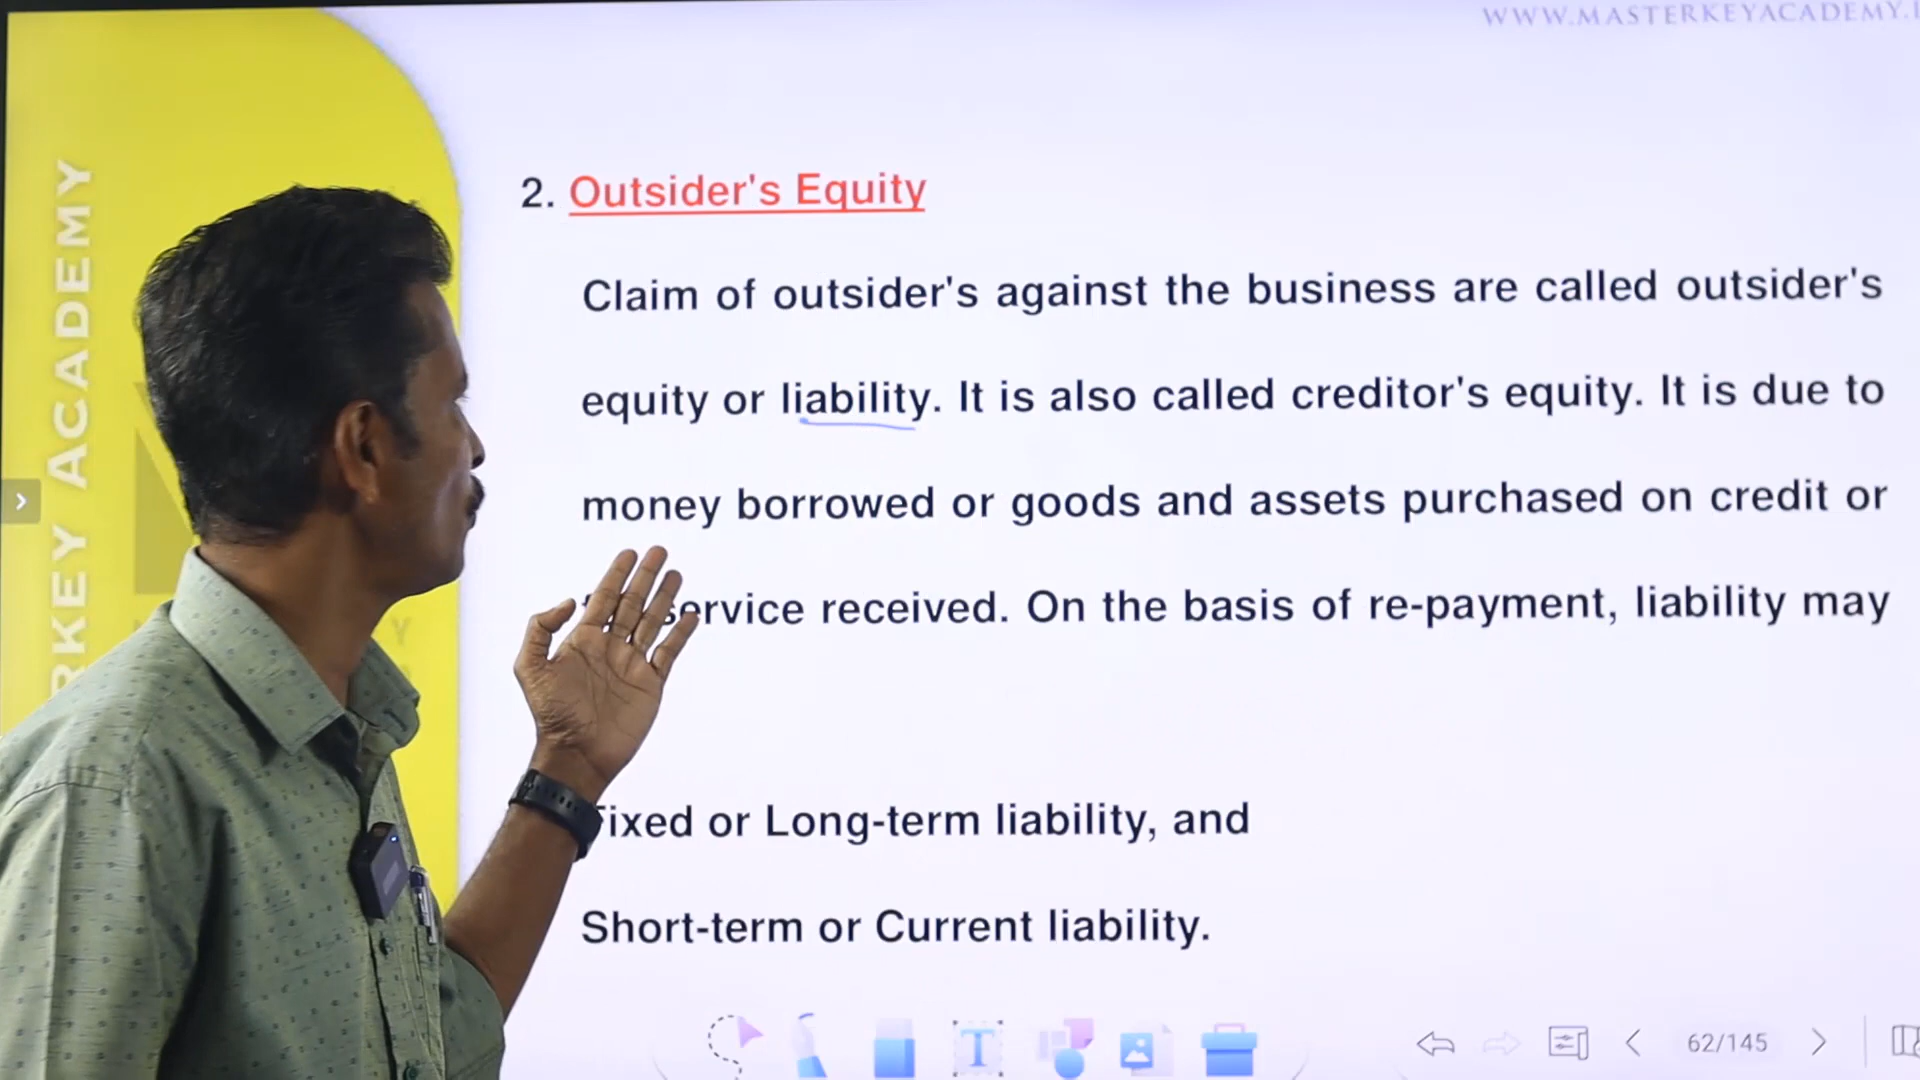 WWW.MASTERKEYACADEMY.
RKEY ACADEMY
2. Outsider's Equity
Claim of outsider's against the business are called outsider's
equity or liability. It is also called creditor's equity. It is due to
money borrowed or goods and assets purchased on credit or
service received. On the basis of re-payment, liability may
Fixed or Long-term liability, and
Short-term or Current liability.
T
62/145